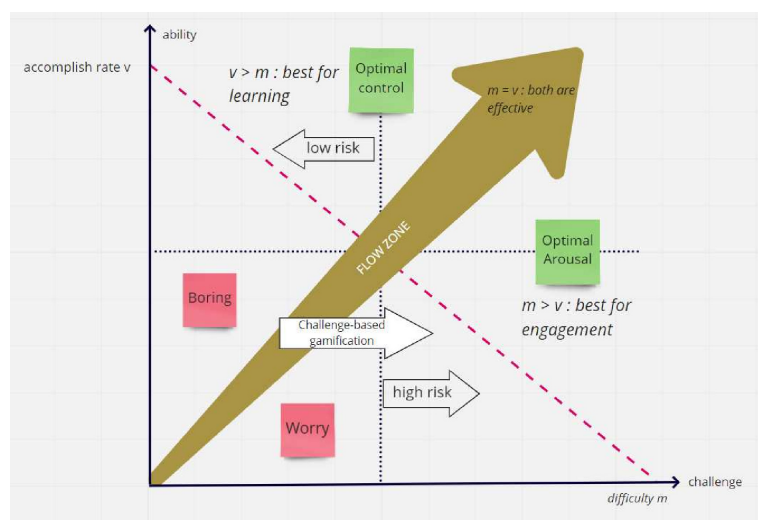 ability
accomplish rate v
v > m : best for
learning
Optimal
control
m = v : both are
effective
low risk
FLOW ZONE
Optimal
Arousal
Boring
m > v : best for
engagement
Challenge-based
gamification
high risk
Worry
challenge
difficulty m